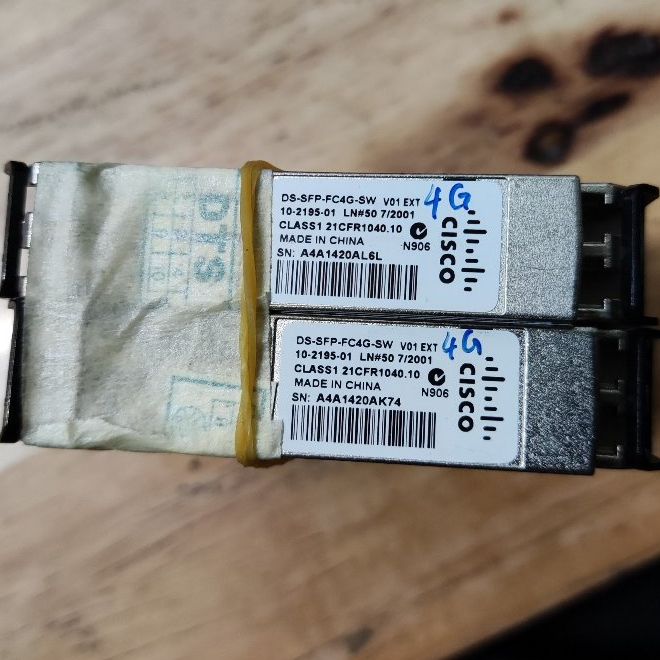 DS-SFP-FC4G-SW V01 EXT 4G
10-2195-01 LN#50 7/2001
CLASS1 21CFR1040.10
MADE IN CHINA
N906
SN: A4A1420AL6L
CISCO
DS-SFP-FC4G-SW V01 EXT 4G
10-2195-01 LN#50 7/2001
CLASS1 21CFR1040.10
MADE IN CHINA
N906
SN: A4A1420AK74
CISCO
DTS